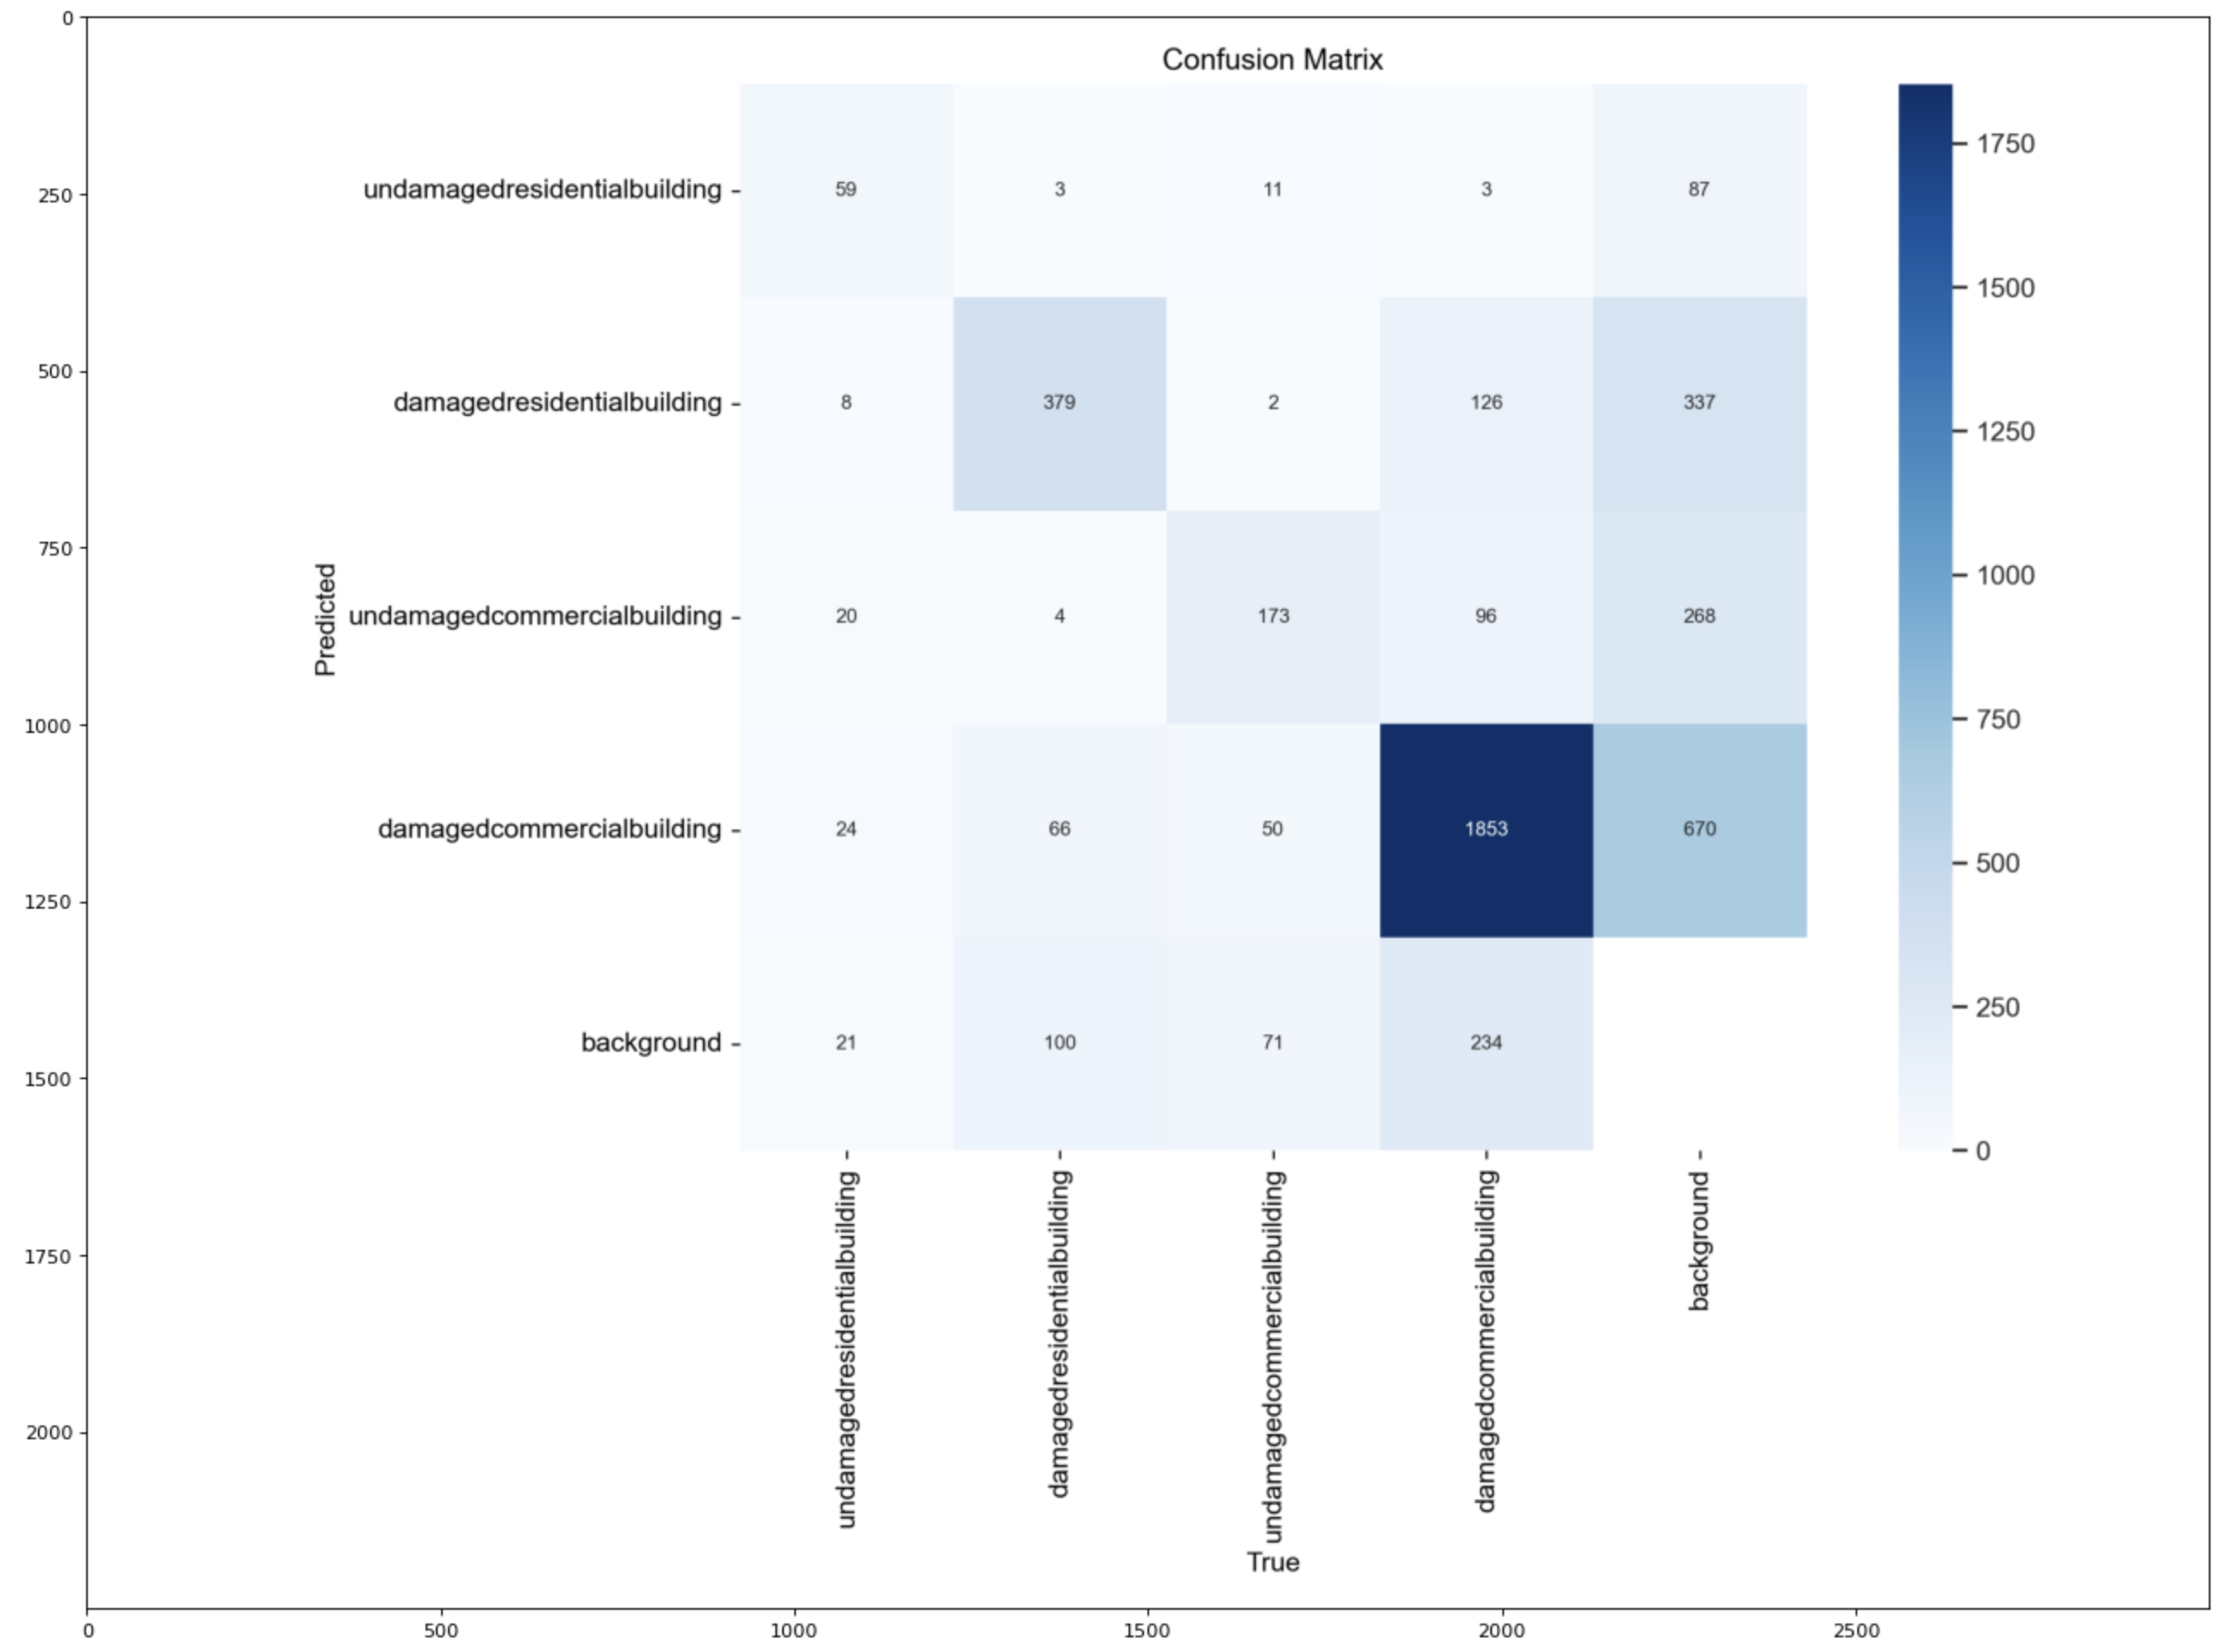 Confusion Matrix
0
250
500
750
1000
1250
1500
1750
2000
Predicted
undamagedresidentialbuilding 59 3 11 3 87
damagedresidentialbuilding 8 379 2 126 337
undamagedcommercialbuilding 20 4 173 96 268
damagedcommercialbuilding 24 66 50 1853 670
background 21 100 71 234
undamagedresidentialbuilding
damagedresidentialbuilding
undamagedcommercialbuilding
damagedcommercialbuilding
background
True
1750
1500
1250
1000
750
500
250
0
0 500 1000 1500 2000 2500